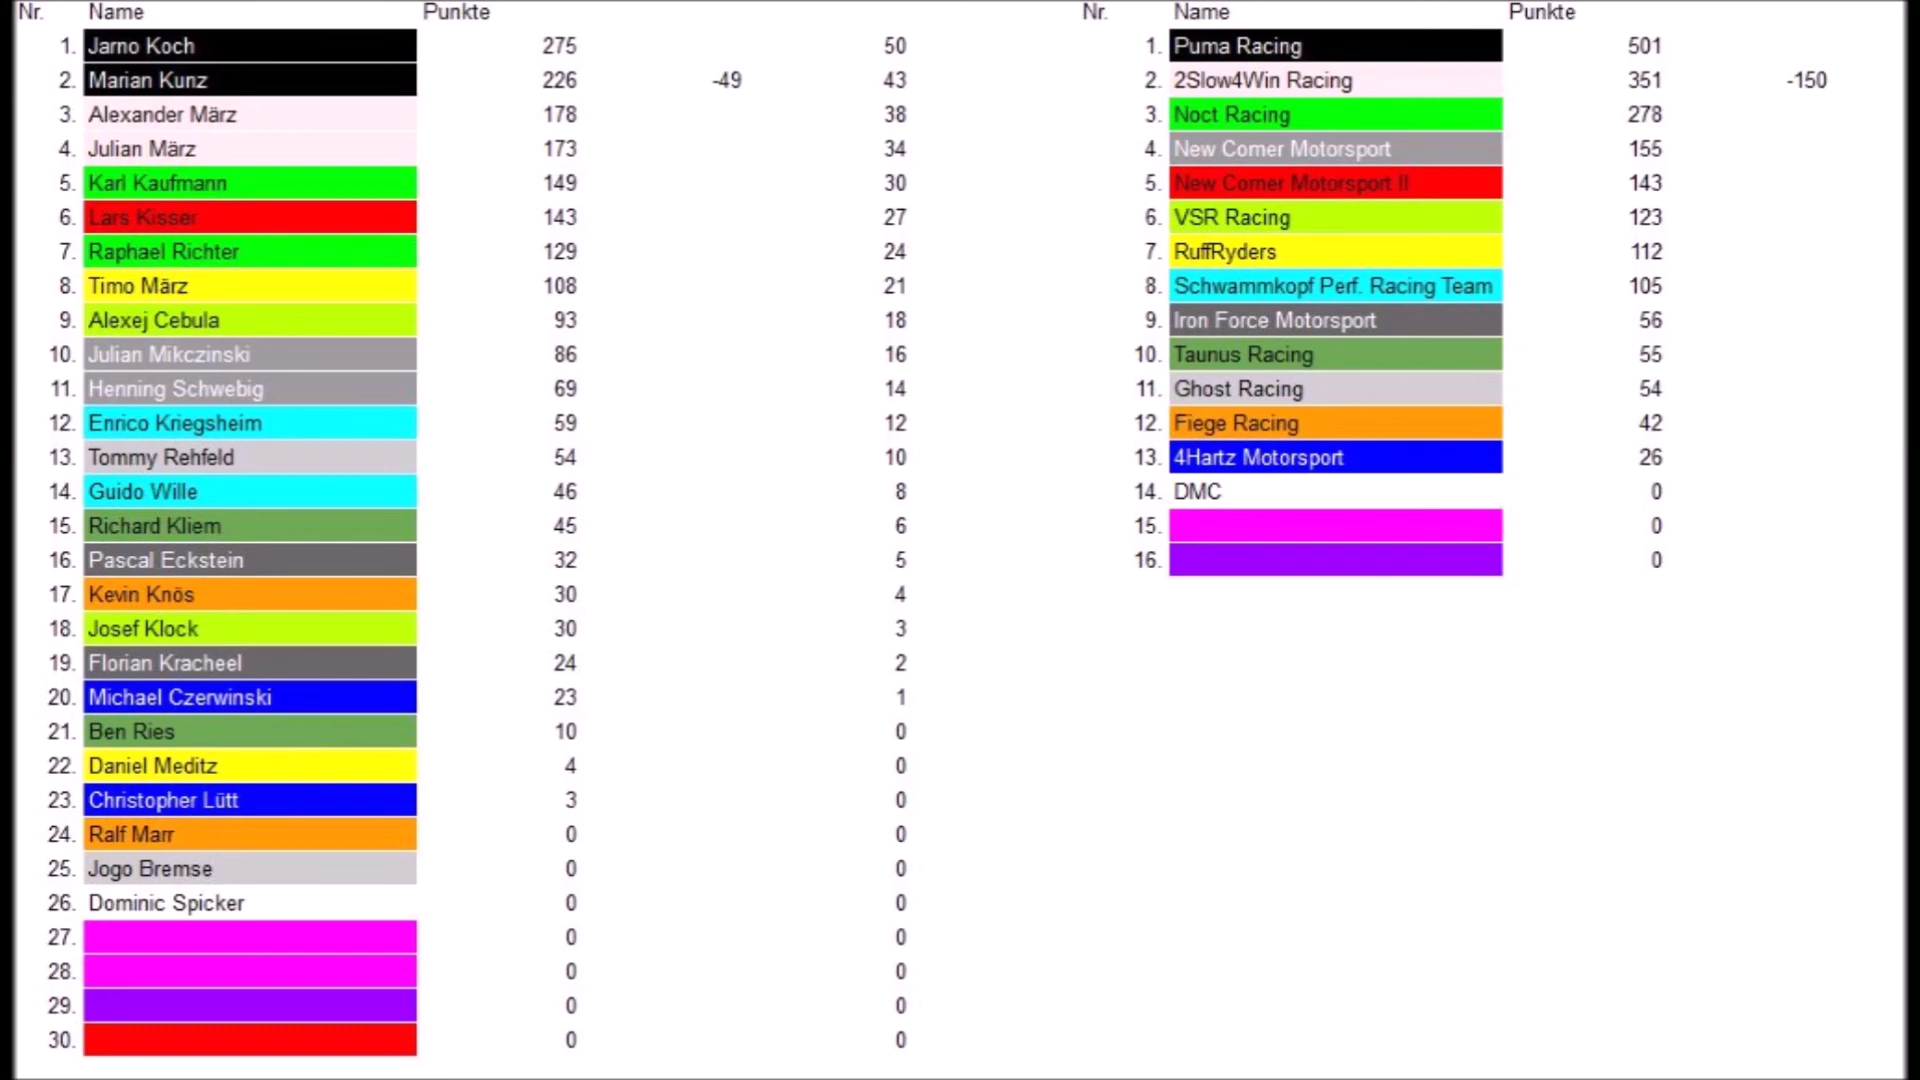 Nr. Name Punkte
1. Jarno Koch 275 50
2. Marian Kunz 226 -49 43
3. Alexander März 178 38
4. Julian März 173 34
5. Karl Kaufmann 149 30
6. Lars Kisser 143 27
7. Raphael Richter 129 24
8. Timo März 108 21
9. Alexej Cebula 93 18
10. Julian Mikczinski 86 16
11. Henning Schwebig 69 14
12. Enrico Kriegsheim 59 12
13. Tommy Rehfeld 54 10
14. Guido Wille 46 8
15. Richard Kliem 45 6
16. Pascal Eckstein 32 5
17. Kevin Knös 30 4
18. Josef Klock 30 3
19. Florian Kracheel 24 2
20. Michael Czerwinski 23 1
21. Ben Ries 10 0
22. Daniel Meditz 4 0
23. Christopher Lütt 3 0
24. Ralf Marr 0 0
25. Jogo Bremse 0 0
26. Dominic Spicker 0 0
27. 0 0
28. 0 0
29. 0 0
30. 0 0
Nr. Name Punkte
1. Puma Racing 501
2. 2Slow4Win Racing 351 -150
3. Noct Racing 278
4. New Comer Motorsport 155
5. New Comer Motorsport II 143
6. VSR Racing 123
7. RuffRyders 112
8. Schwammkopf Perf. Racing Team 105
9. Iron Force Motorsport 56
10. Taunus Racing 55
11. Ghost Racing 54
12. Fiege Racing 42
13. 4Hartz Motorsport 26
14. DMC 0
15. 0
16. 0